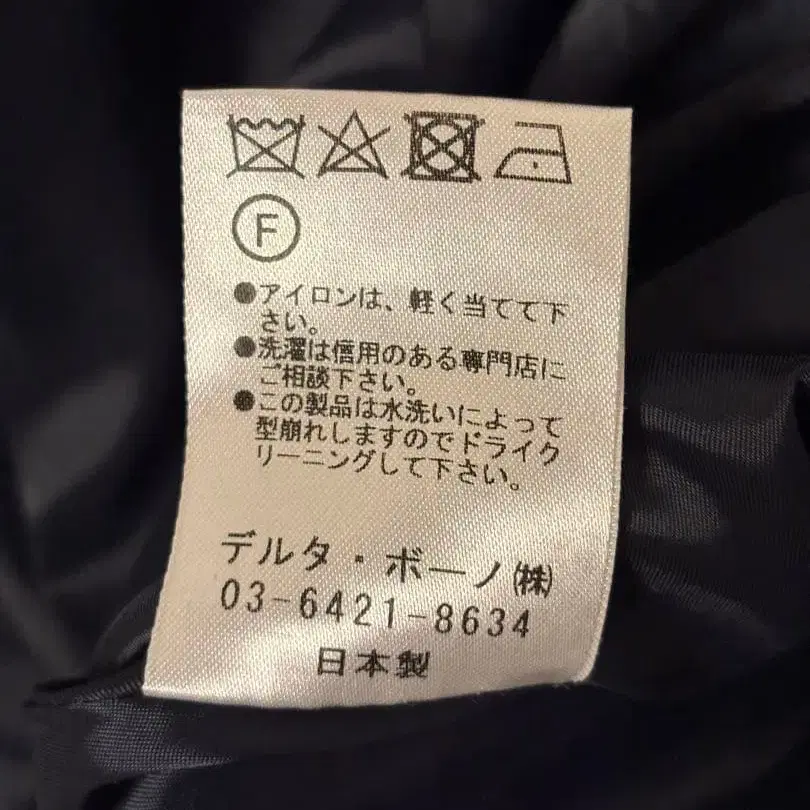 F
●アイロンは、軽く当てて下
さい。
●洗濯は信用のある専門店に
ご相談下さい。
●この製品は水洗いによって
型崩れしますのでドライク
リーニングして下さい。
デルタ・ボーノ㈱
03-6421-8634
日本製